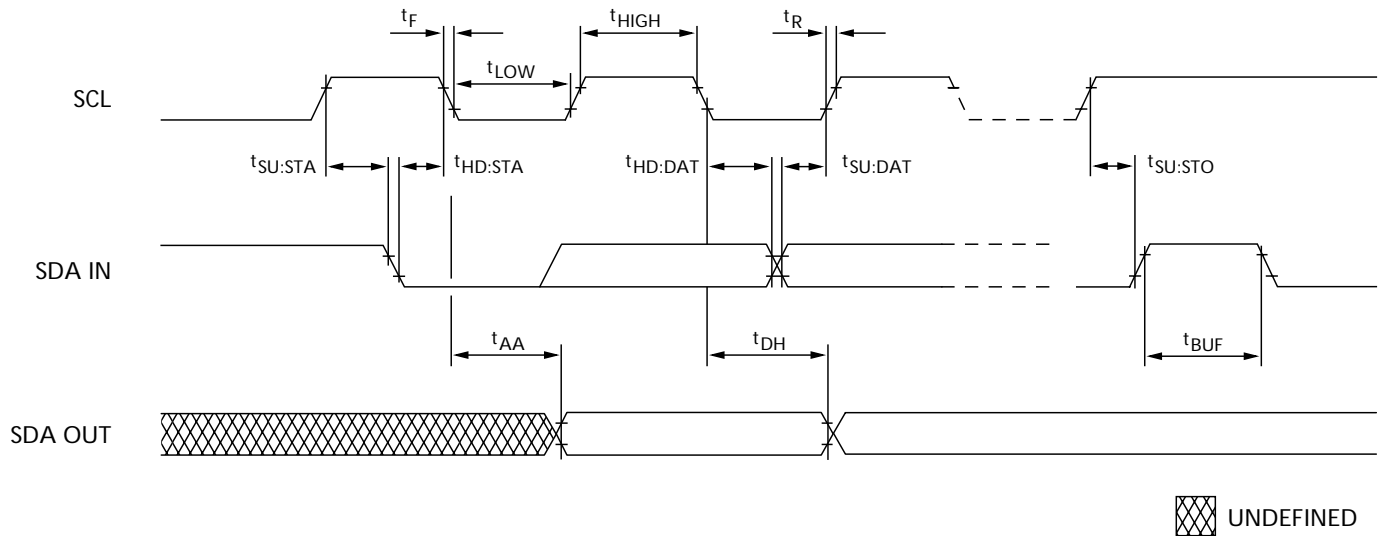 tF
tHIGH
tR
tLOW
SCL
tSU:STA
tHD:STA
tHD:DAT
tSU:DAT
tSU:STO
SDA IN
tAA
tDH
tBUF
SDA OUT
UNDEFINED